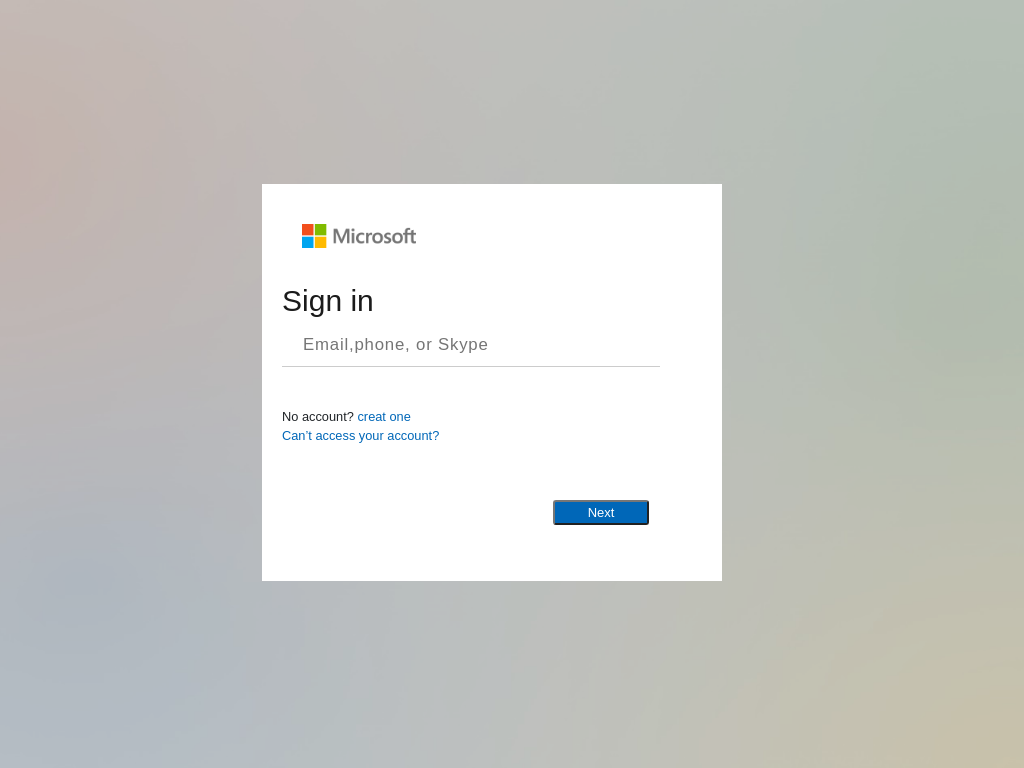 Microsoft
Sign in
Email,phone, or Skype
No account? creat one
Can't access your account?
Next